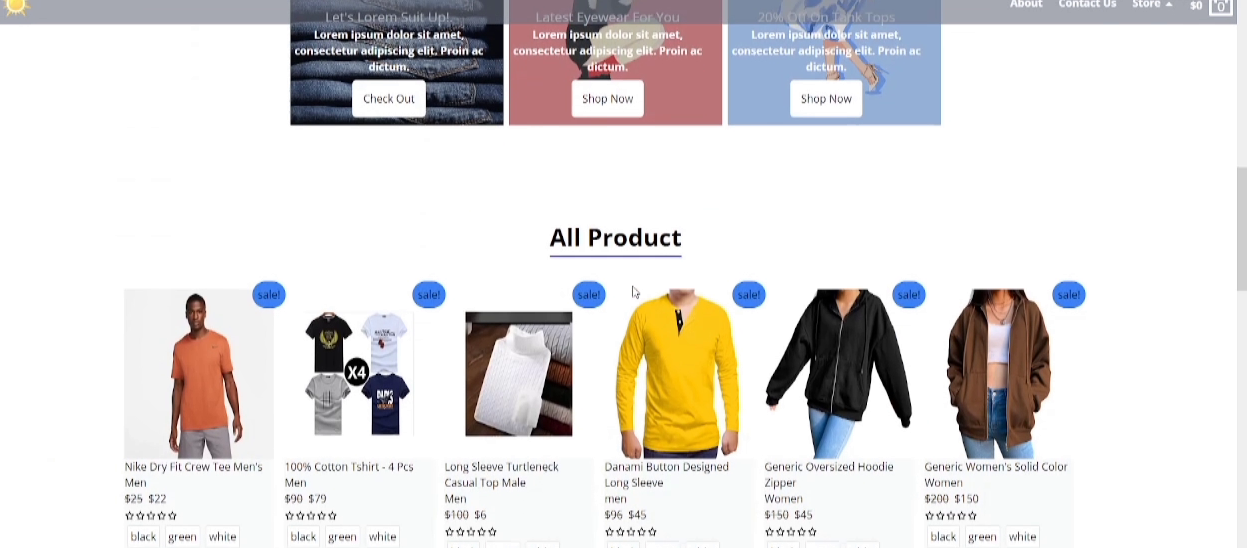 About Contact Us Store $0 0
Let's Lorem Suit Up!
Lorem ipsum dolor sit amet,
consectetur adipiscing elit. Proin ac
dictum.
Check Out
Latest Eyewear For You
Lorem ipsum dolor sit amet,
consectetur adipiscing elit. Proin ac
dictum.
Shop Now
20% Off On Tank Tops
Lorem ipsum dolor sit amet,
consectetur adipiscing elit. Proin ac
dictum.
Shop Now
All Product
sale!
Nike Dry Fit Crew Tee Men's
Men
$25 $22
black green white
sale!
X4
100% Cotton Tshirt - 4 Pcs
Men
$90 $79
black green white
sale!
Long Sleeve Turtleneck
Casual Top Male
Men
$100 $6
sale!
Danami Button Designed
Long Sleeve
men
$96 $45
sale!
Generic Oversized Hoodie
Zipper
Women
$150 $45
sale!
Generic Women's Solid Color
Women
$200 $150
black green white